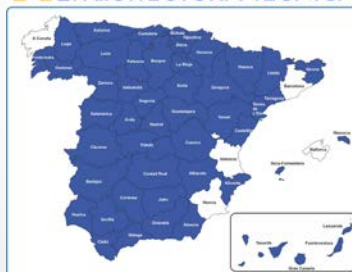 A Coruña
Lugo
Asturias
Cantabria
Bizkaia
Gipuzkoa
Álava
Navarra
León
Palencia
Burgos
La Rioja
Huesca
Lleida
Girona
Barcelona
Pontevedra
Ourense
Zamora
Valladolid
Soria
Zaragoza
Tarragona
Segovia
Salamanca
Ávila
Madrid
Guadalajara
Teruel
Castellón
Menorca
Mallorca
Cáceres
Toledo
Cuenca
Valencia
Ibiza-Formentera
Badajoz
Ciudad Real
Albacete
Alicante
Murcia
Huelva
Sevilla
Córdoba
Jaén
Granada
Almería
Málaga
Cádiz
Lanzarote
Tenerife
Fuerteventura
Gran Canaria